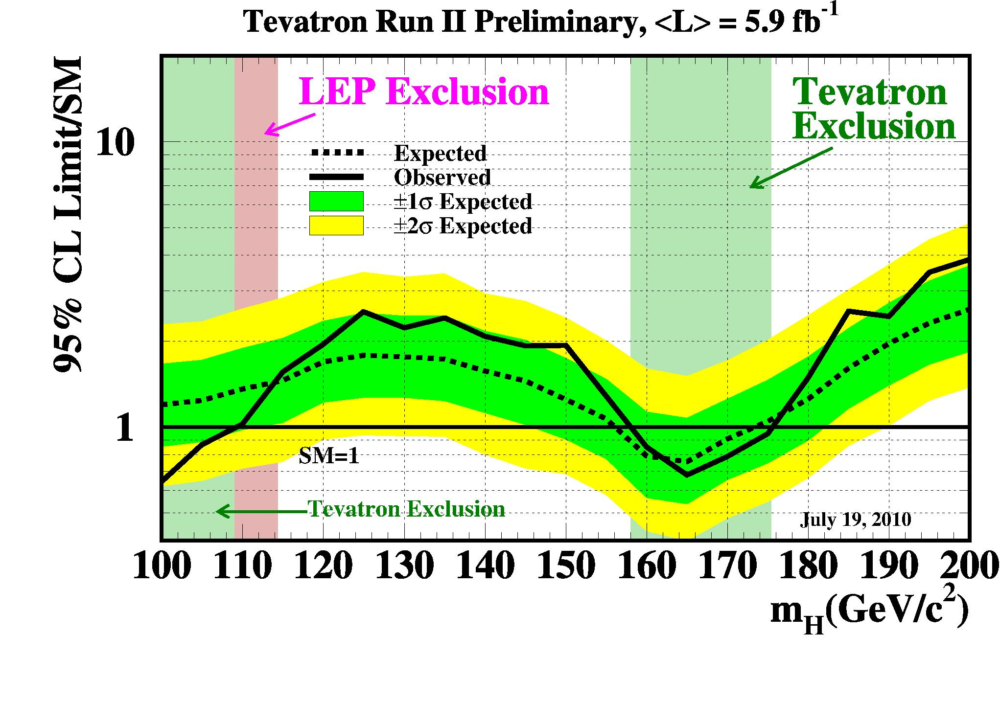 Tevatron Run II Preliminary, <L> = 5.9 fb⁻¹
95% CL Limit/SM
10
1
LEP Exclusion
Tevatron
Exclusion
Expected
Observed
±1σ Expected
±2σ Expected
SM=1
Tevatron Exclusion
July 19, 2010
100 110 120 130 140 150 160 170 180 190 200
m_H(GeV/c²)